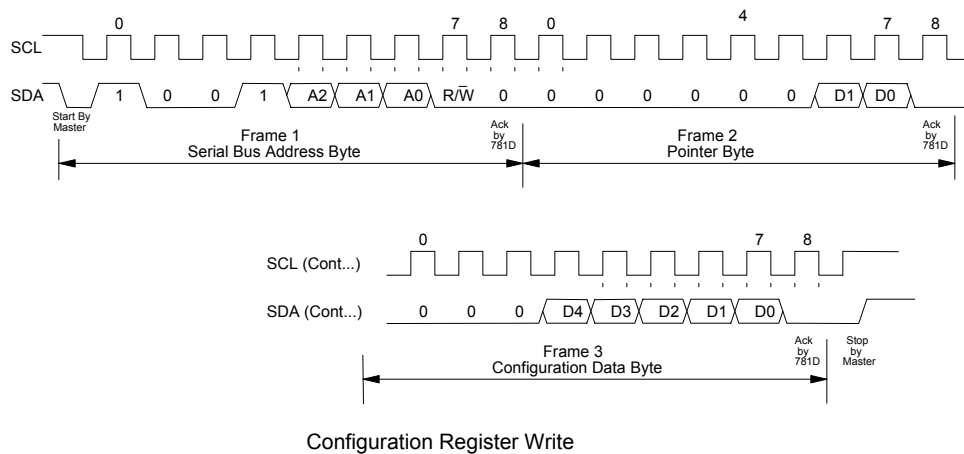 0 7 8 0 4 7 8
SCL
SDA 1 0 0 1 A2 A1 A0 R/W̅ 0 0 0 0 0 0 0 D1 D0
Start By
Master
Frame 1
Serial Bus Address Byte
Ack
by
781D
Frame 2
Pointer Byte
Ack
by
781D
0 7 8
SCL (Cont...)
SDA (Cont...) 0 0 0 D4 D3 D2 D1 D0
Frame 3
Configuration Data Byte
Ack
by
781D
Stop
by
Master
Configuration Register Write